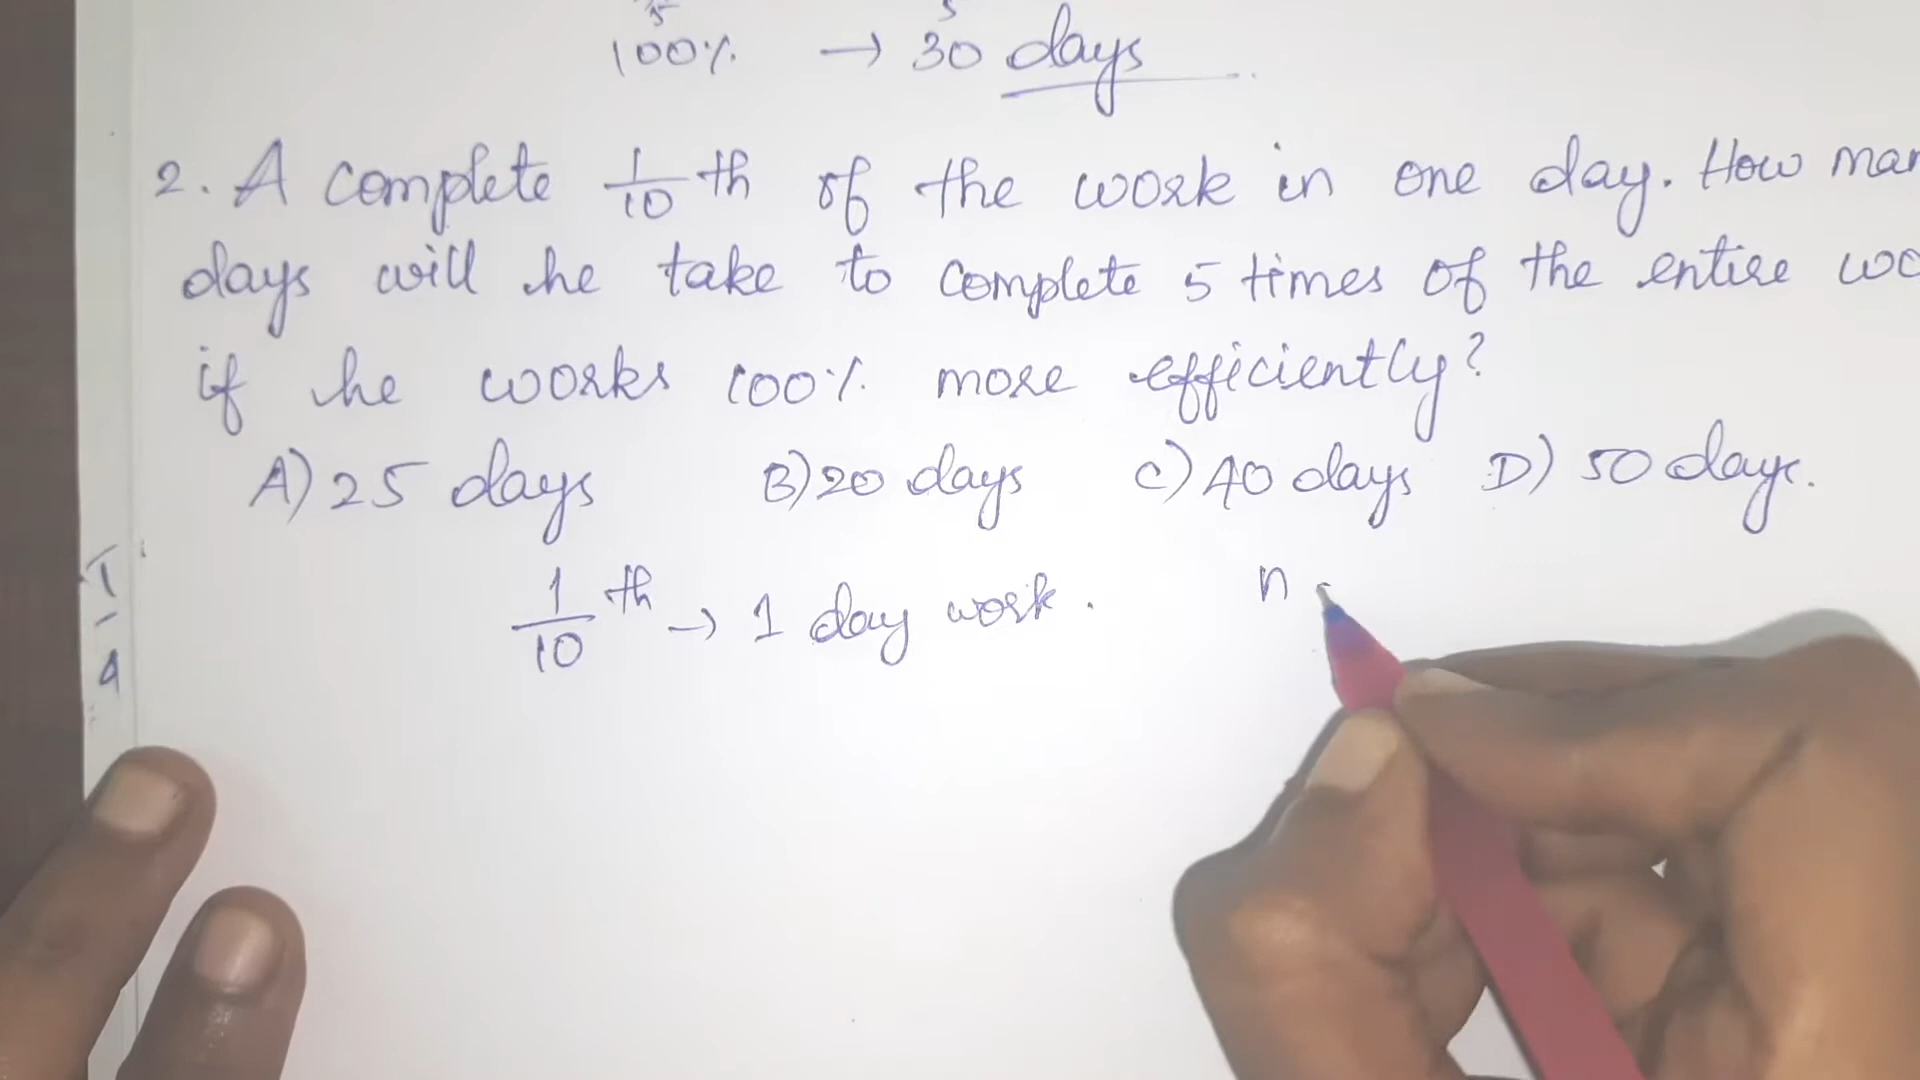 100% → 30 days
2. A complete 1/10 th of the work in one day. How
days will he take to complete 5 times of the entire
if he works 100% more efficiently?
A) 25 days B) 20 days C) 40 days D) 50 days.
1/10 th → 1 day work. n